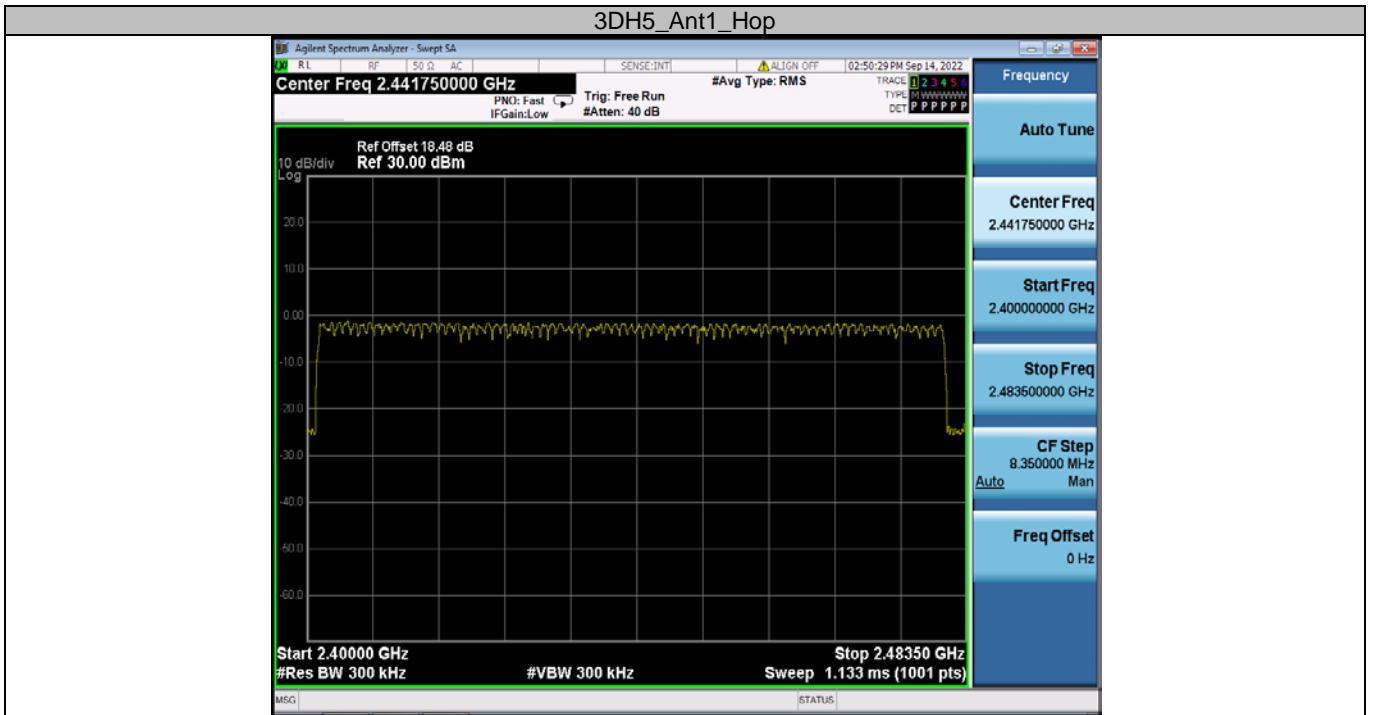 3DH5_Ant1_Hop
Agilent Spectrum Analyzer - Swept SA
RL RF 50 Ω AC SENSE:INT ALIGN OFF 02:50:29 PM Sep 14, 2022
Center Freq 2.441750000 GHz
PNO: Fast
IFGain:Low
Trig: Free Run
#Atten: 40 dB
#Avg Type: RMS
TRACE 1 2 3 4 5 6
TYPE M WWWWW
DET P P P P P P
Ref Offset 18.48 dB
10 dB/div Ref 30.00 dBm
Log
20.0
10.0
0.00
-10.0
-20.0
-30.0
-40.0
-50.0
-60.0
Start 2.40000 GHz Stop 2.48350 GHz
#Res BW 300 kHz #VBW 300 kHz Sweep 1.133 ms (1001 pts)
MSG STATUS
Frequency
Auto Tune
Center Freq
2.441750000 GHz
Start Freq
2.400000000 GHz
Stop Freq
2.483500000 GHz
CF Step
8.350000 MHz
Auto Man
Freq Offset
0 Hz